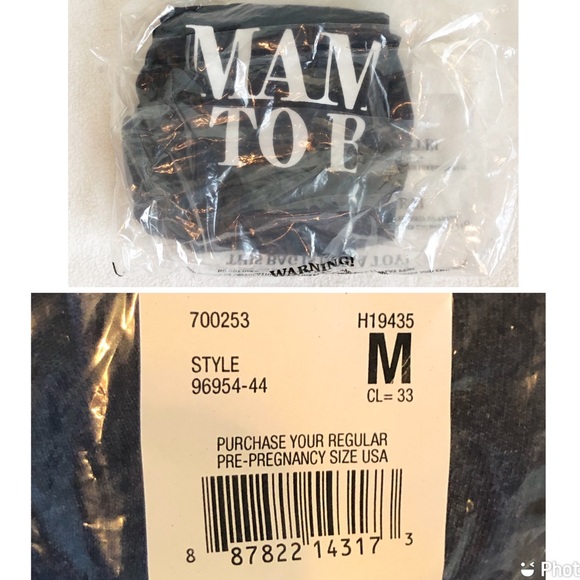 MAM
TO B
WARNING!
700253 H19435
STYLE M
96954-44 CL= 33
PURCHASE YOUR REGULAR
PRE-PREGNANCY SIZE USA
8 87822 14317 3
Phot